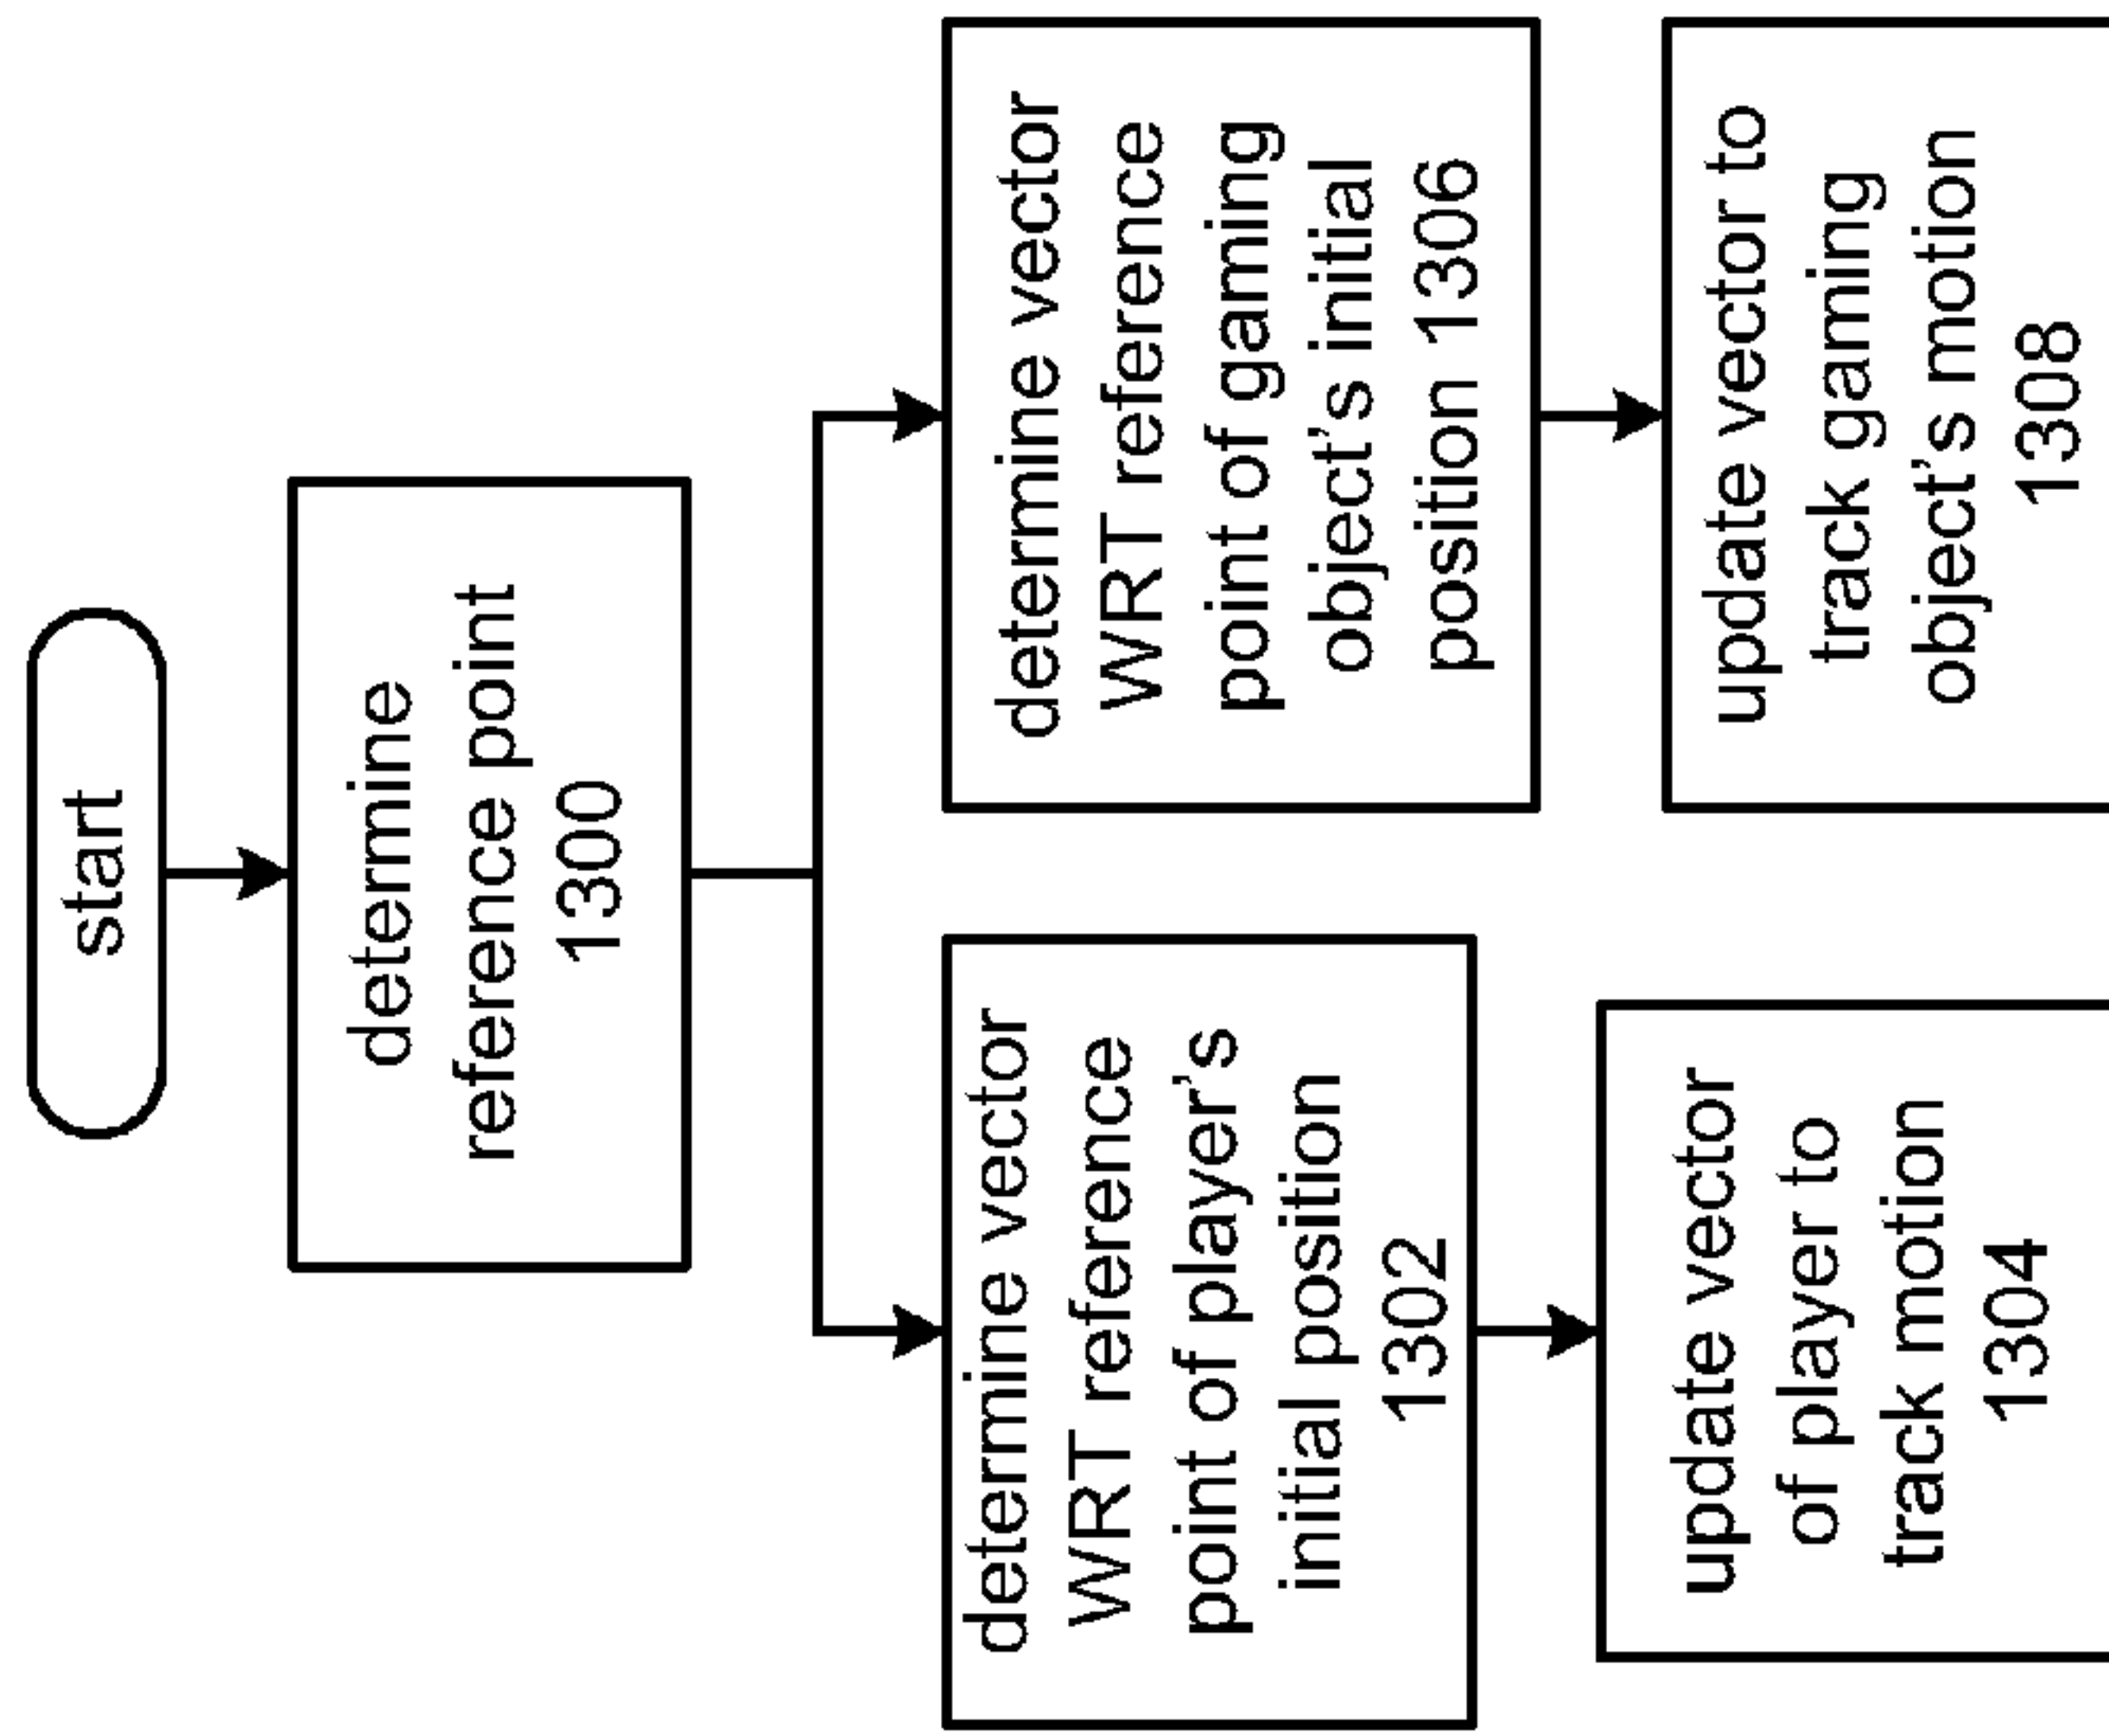 start
determine
reference point
1300
determine vector
WRT reference
point of player's
initial position
1302
update vector
of player to
track motion
1304
determine vector
WRT reference
point of gaming
object's initial
position 1306
update vector to
track gaming
object's motion
1308